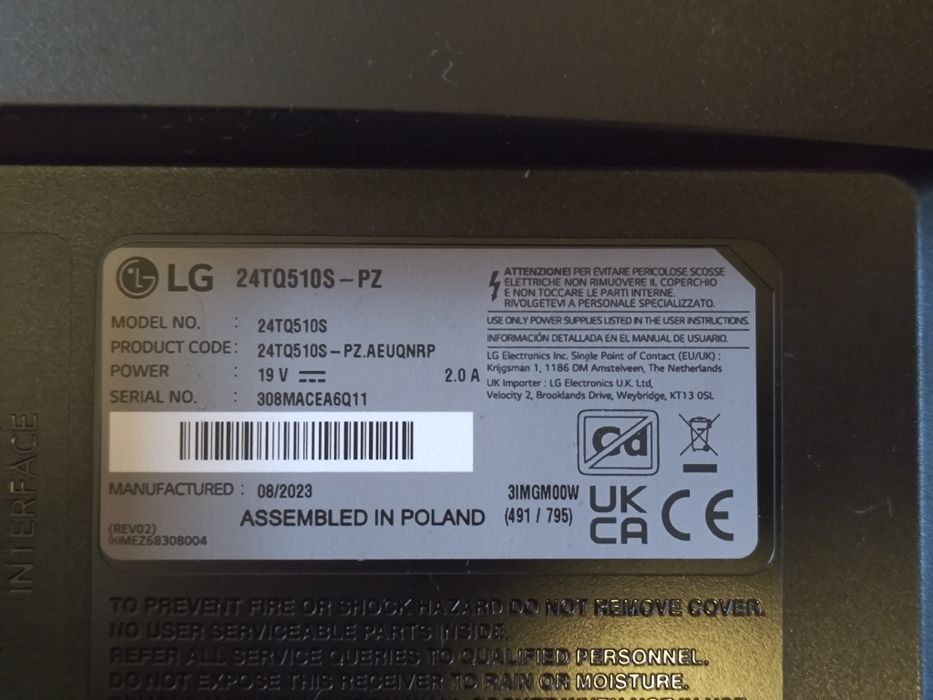 LG 24TQ510S-PZ
MODEL NO. : 24TQ510S
PRODUCT CODE : 24TQ510S-PZ.AEUQNRP
POWER : 19 V 2.0 A
SERIAL NO. : 308MACEA6Q11
MANUFACTURED : 08/2023
ASSEMBLED IN POLAND
(REV02)
MEZ68308004
ATTENZIONE! PER EVITARE PERICOLOSE SCOSSE
ELETTRICHE NON RIMUOVERE IL COPERCHIO
E NON TOCCARE LE PARTI INTERNE.
RIVOLGETEVI A PERSONALE SPECIALIZZATO.
USE ONLY POWER SUPPLIES LISTED IN THE USER INSTRUCTIONS.
INFORMACIÓN DETALLADA EN EL MANUAL DE USUARIO.
LG Electronics Inc. Single Point of Contact (EU/UK) :
Krijgsman 1, 1186 DM Amstelveen, The Netherlands
UK Importer : LG Electronics U.K. Ltd,
Velocity 2, Brooklands Drive, Weybridge, KT13 0SL
Cd
3IMGM00W
(491 / 795)
UK
CA
CE
INTERFACE
TO PREVENT FIRE OR SHOCK HAZARD DO NOT REMOVE COVER.
NO USER SERVICEABLE PARTS INSIDE.
REFER ALL SERVICE QUERIES TO QUALIFIED PERSONNEL.
DO NOT EXPOSE THIS RECEIVER TO RAIN OR MOISTURE.